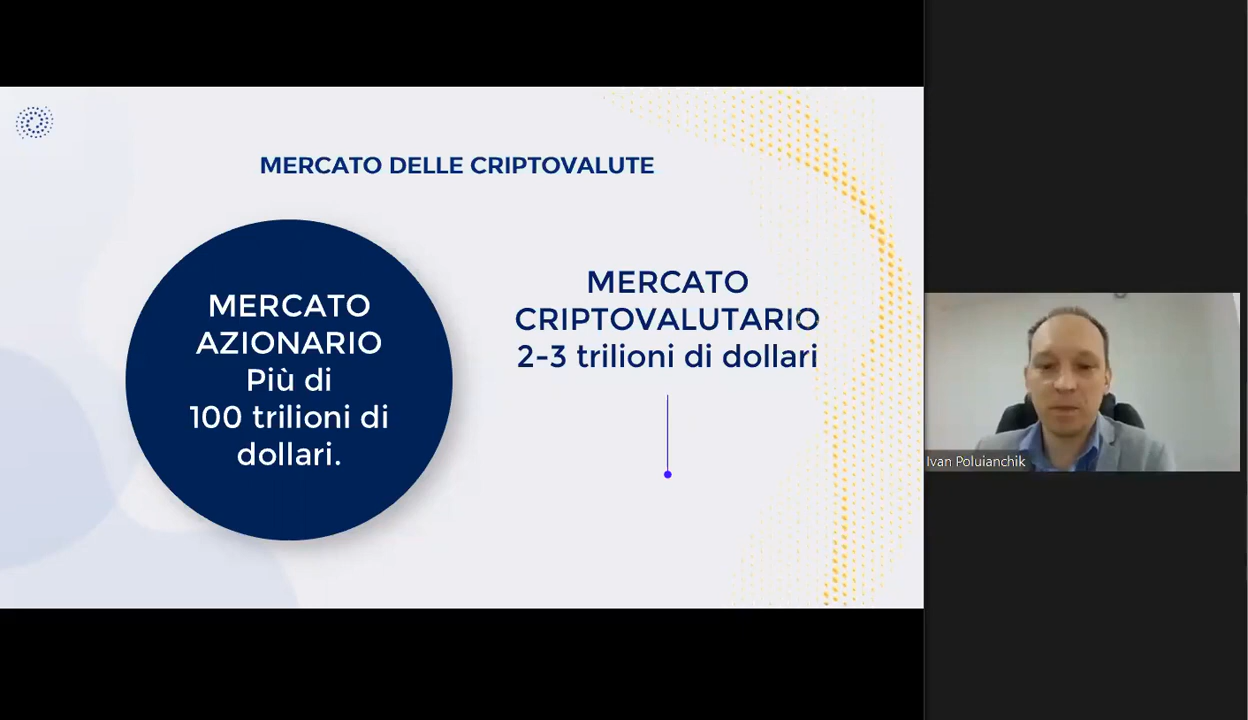 MERCATO DELLE CRIPTOVALUTE
MERCATO
AZIONARIO
Più di
100 trilioni di
dollari.
MERCATO
CRIPTOVALUTARIO
2-3 trilioni di dollari
Ivan Poluianchik